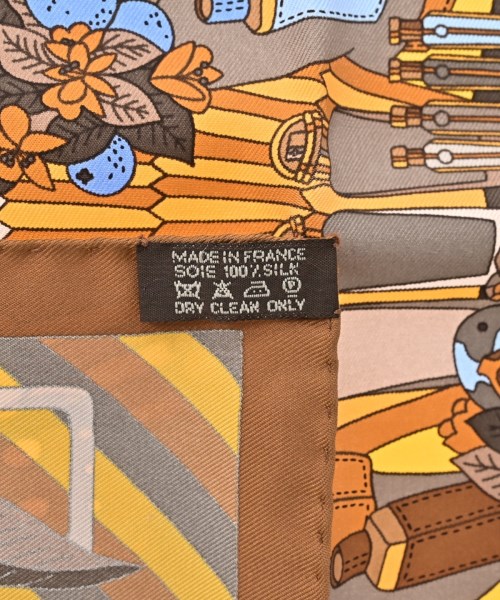 MADE IN FRANCE
SOIE 100% SILK
P
DRY CLEAN ONLY